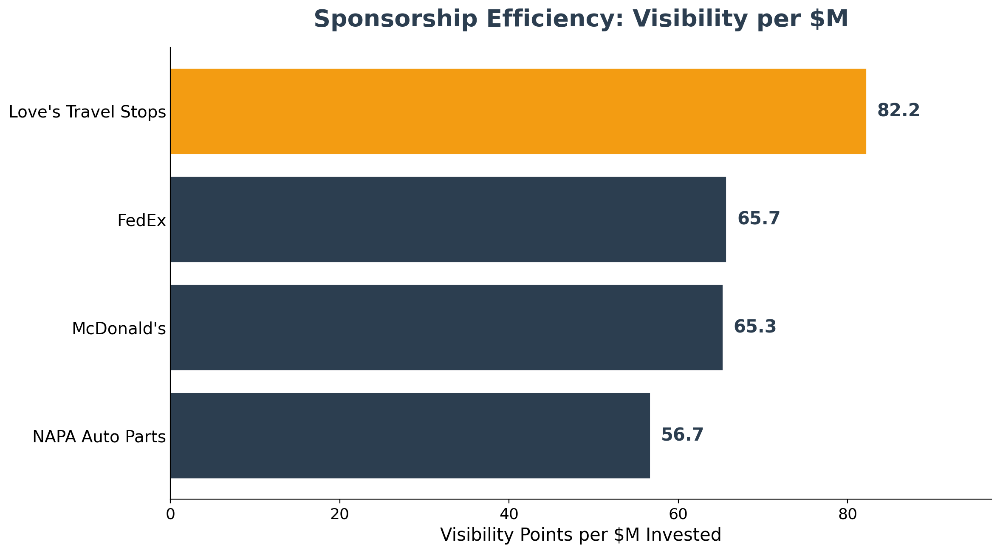 Sponsorship Efficiency: Visibility per $M
Love's Travel Stops
82.2
FedEx
65.7
McDonald's
65.3
NAPA Auto Parts
56.7
0 20 40 60 80
Visibility Points per $M Invested